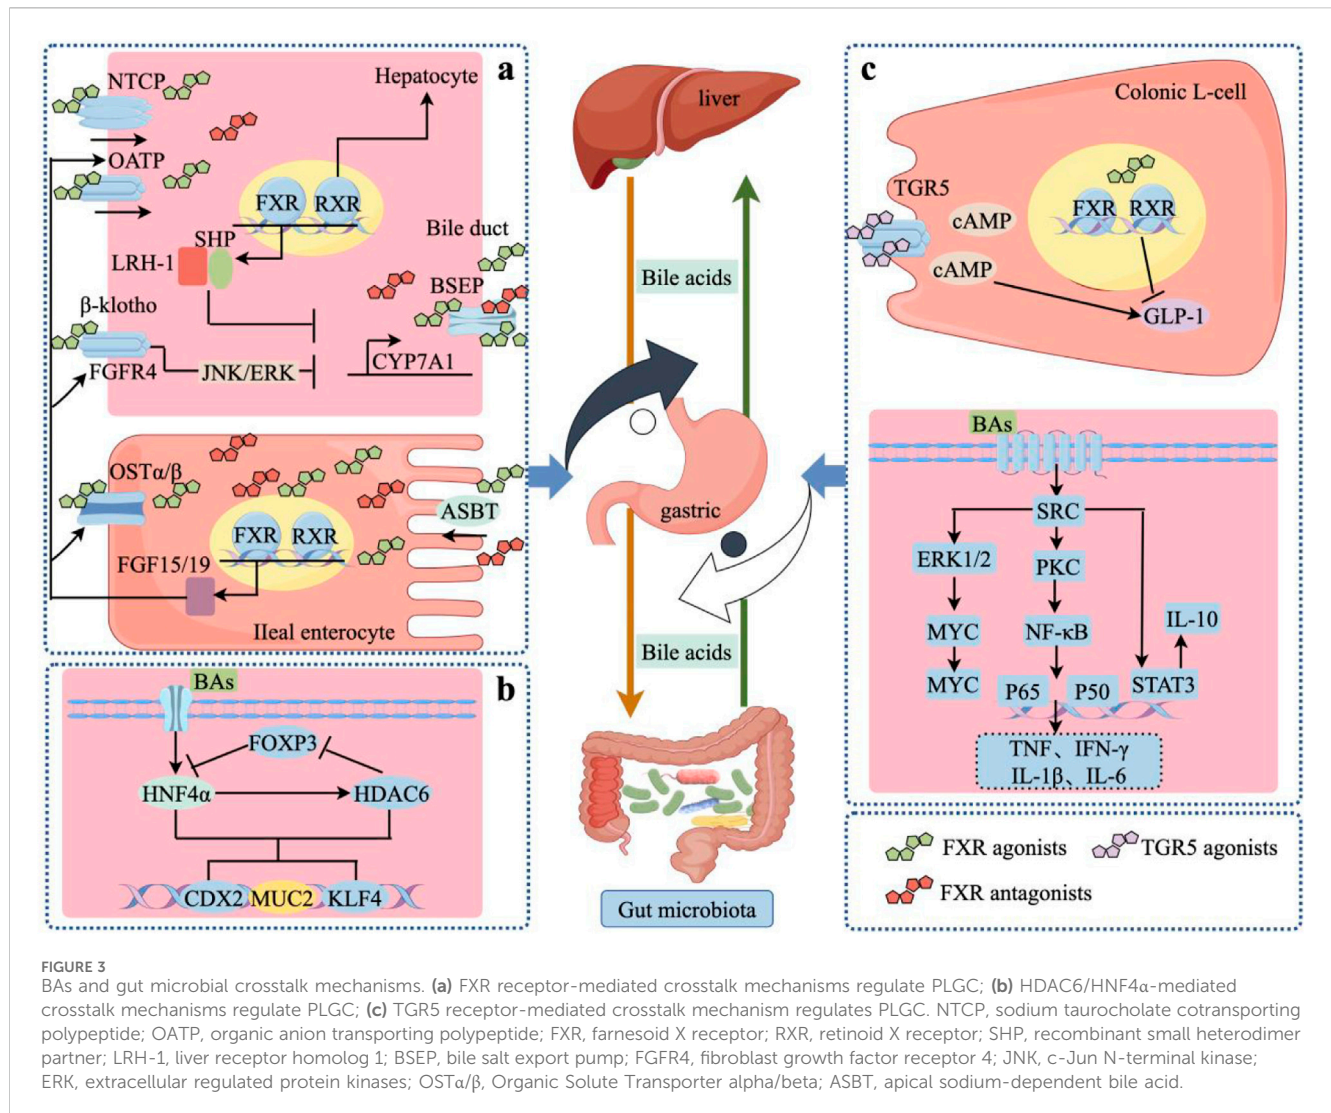 a
NTCP
Hepatocyte
OATP
FXR
RXR
SHP
LRH-1
Bile duct
BSEP
β-klotho
FGFR4
JNK/ERK
CYP7A1
OSTα/β
ASBT
FXR
RXR
FGF15/19
IIeal enterocyte
b
BAs
FOXP3
HNF4α
HDAC6
CDX2
MUC2
KLF4
liver
Bile acids
gastric
Bile acids
Gut microbiota
c
Colonic L-cell
TGR5
cAMP
FXR
RXR
cAMP
GLP-1
BAs
SRC
ERK1/2
PKC
MYC
NF-κB
IL-10
MYC
P65
P50
STAT3
TNF、IFN-γ
IL-1β、IL-6
FXR agonists
TGR5 agonists
FXR antagonists
FIGURE 3
BAs and gut microbial crosstalk mechanisms. (a) FXR receptor-mediated crosstalk mechanisms regulate PLGC; (b) HDAC6/HNF4α-mediated
crosstalk mechanisms regulate PLGC; (c) TGR5 receptor-mediated crosstalk mechanism regulates PLGC. NTCP, sodium taurocholate cotransporting
polypeptide; OATP, organic anion transporting polypeptide; FXR, farnesoid X receptor; RXR, retinoid X receptor; SHP, recombinant small heterodimer
partner; LRH-1, liver receptor homolog 1; BSEP, bile salt export pump; FGFR4, fibroblast growth factor receptor 4; JNK, c-Jun N-terminal kinase;
ERK, extracellular regulated protein kinases; OSTα/β, Organic Solute Transporter alpha/beta; ASBT, apical sodium-dependent bile acid.